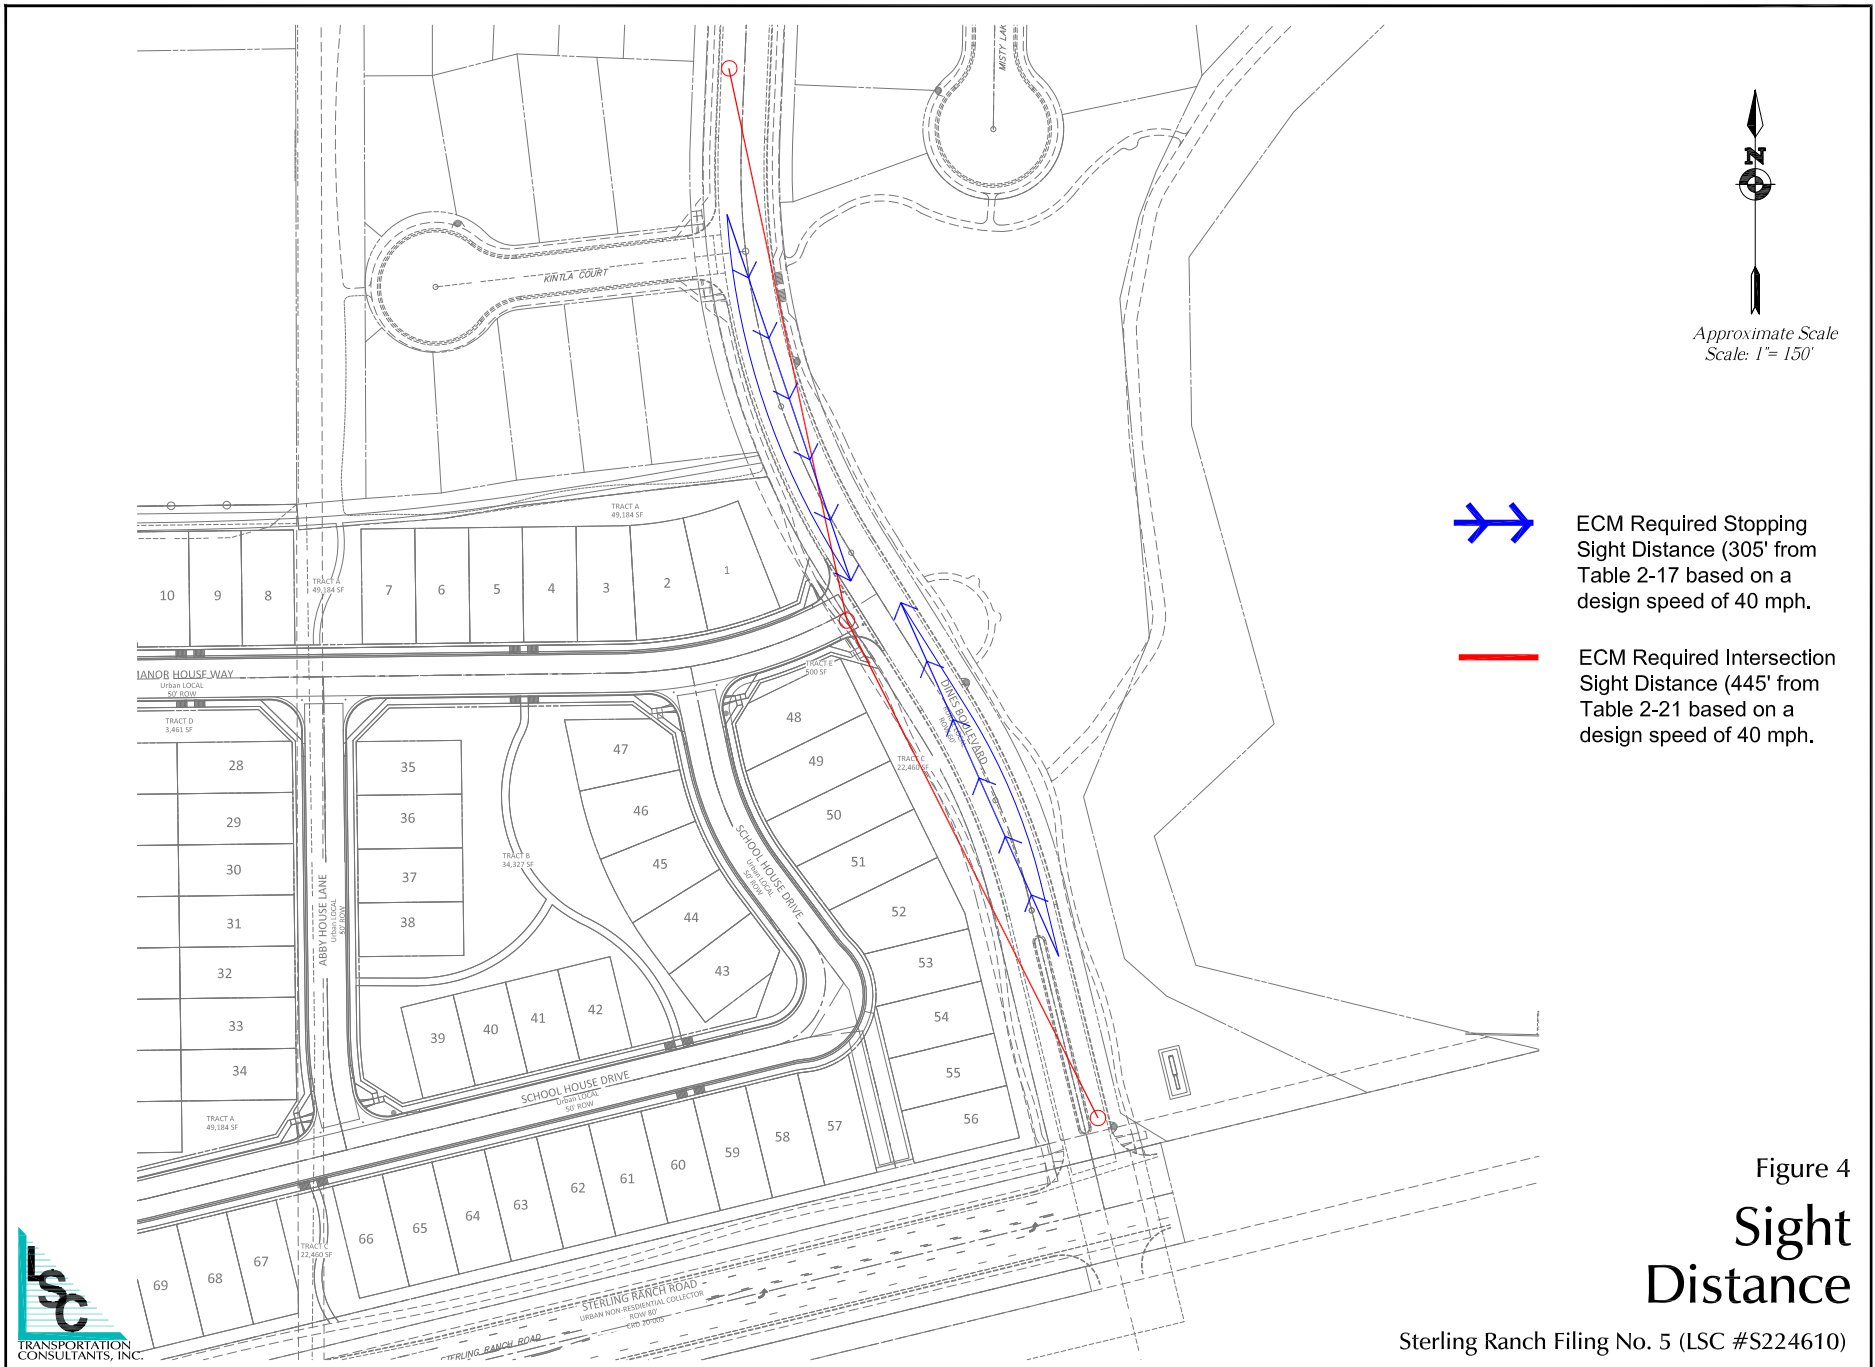 MISTY LAK
N
Approximate Scale
Scale: 1"= 150'
KINTLA COURT
ECM Required Stopping
Sight Distance (305' from
Table 2-17 based on a
design speed of 40 mph.
ECM Required Intersection
Sight Distance (445' from
Table 2-21 based on a
design speed of 40 mph.
TRACT A
49,184 SF
10
9
8
TRACT A
49,184 SF
7
6
5
4
3
2
1
TRACT E
500 SF
MANOR HOUSE WAY
Urban LOCAL
50' ROW
TRACT D
3,461 SF
DINES BOULEVARD
TRACT C
22,460 SF
28
29
30
31
32
33
34
35
36
37
38
TRACT B
34,327 SF
47
46
45
44
43
48
49
50
51
52
53
54
55
56
SCHOOL HOUSE DRIVE
Urban LOCAL
50' ROW
ABBY HOUSE LANE
Urban LOCAL
50' ROW
39
40
41
42
SCHOOL HOUSE DRIVE
Urban LOCAL
50' ROW
TRACT A
49,184 SF
57
58
59
60
61
62
63
64
65
66
67
68
69
TRACT C
22,460 SF
STERLING RANCH ROAD
URBAN NON-RESDIENTIAL COLLECTOR
ROW 80'
CRD 20-005
STERLING RANCH ROAD
LSC
TRANSPORTATION
CONSULTANTS, INC.
Figure 4
Sight
Distance
Sterling Ranch Filing No. 5 (LSC #S224610)